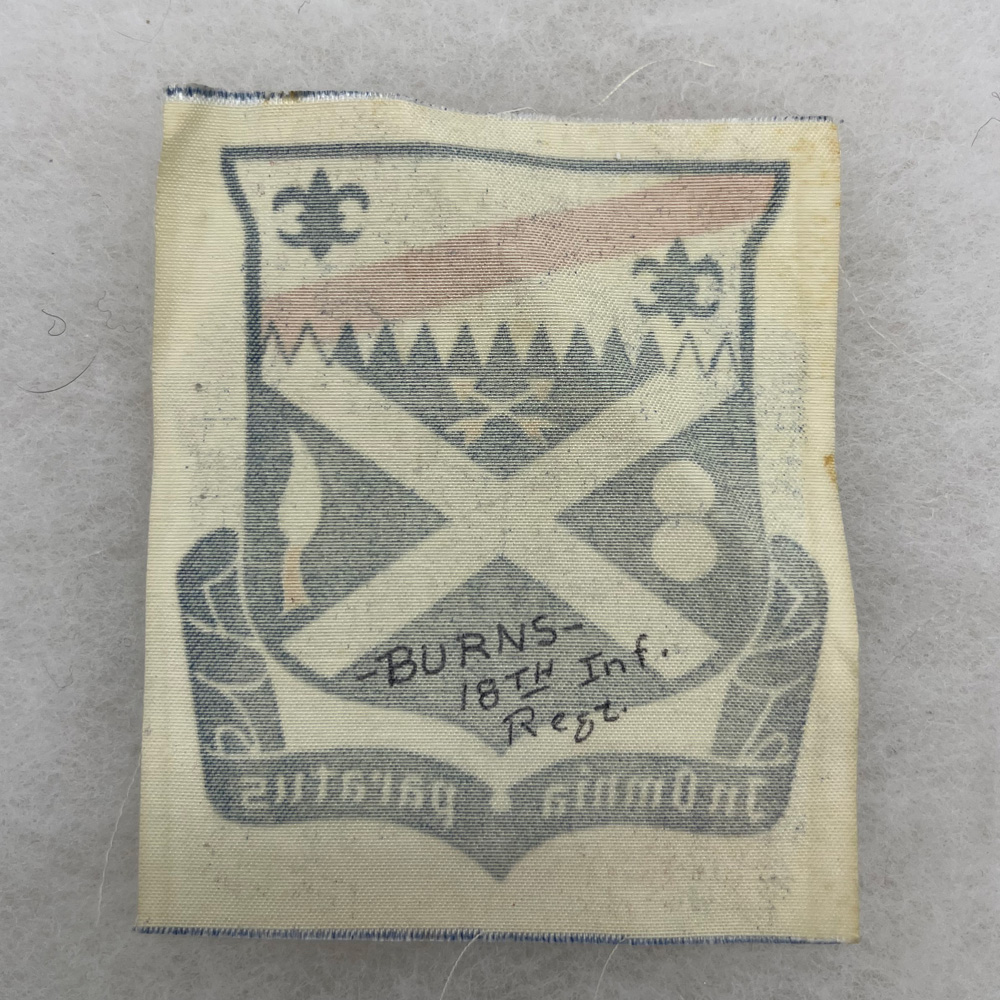 -BURNS-
18TH Inf.
Regt.
In Omnia paratus